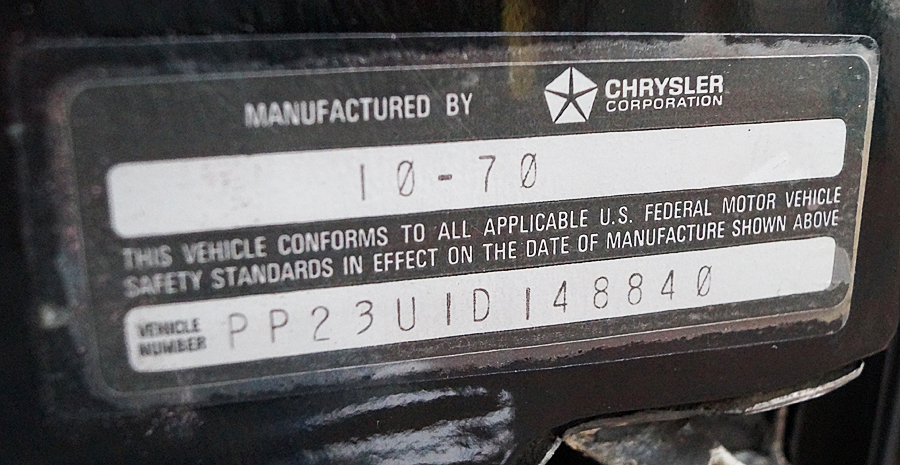 MANUFACTURED BY CHRYSLER CORPORATION
10-70
THIS VEHICLE CONFORMS TO ALL APPLICABLE U.S. FEDERAL MOTOR VEHICLE
SAFETY STANDARDS IN EFFECT ON THE DATE OF MANUFACTURE SHOWN ABOVE
VEHICLE NUMBER PP23U1D148840